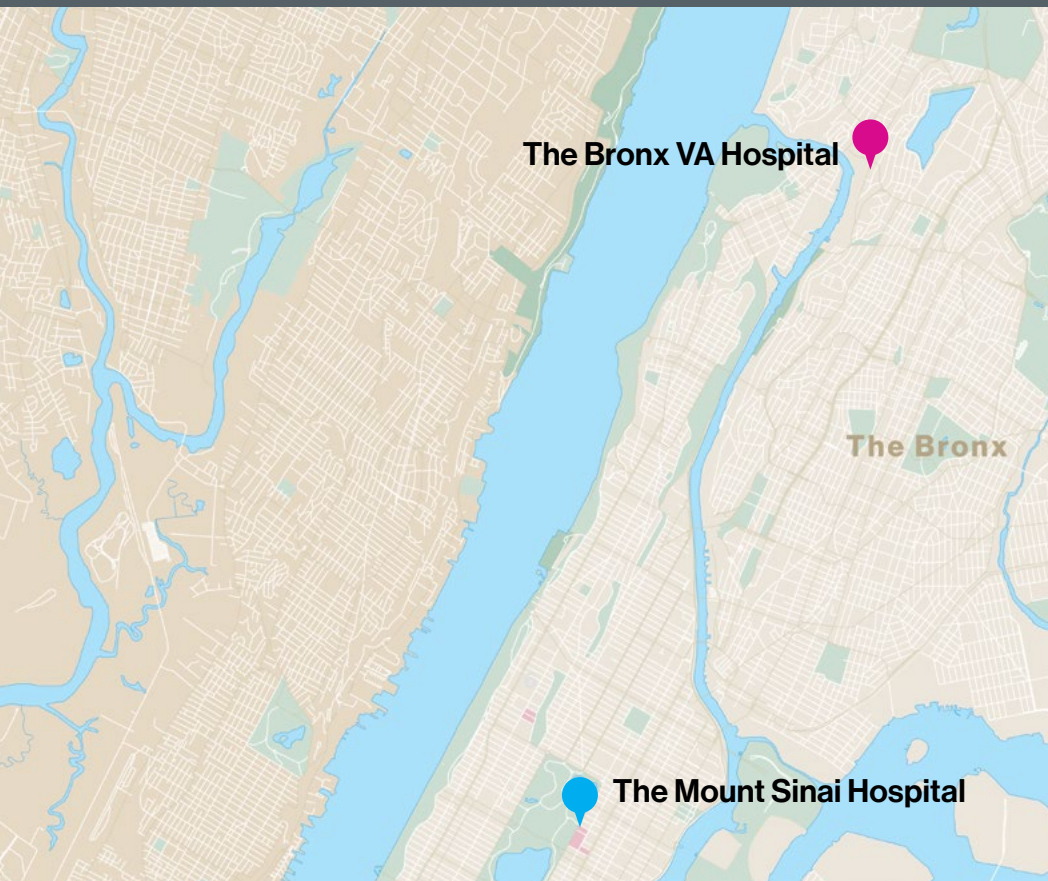 The Bronx VA Hospital
The Bronx
The Mount Sinai Hospital